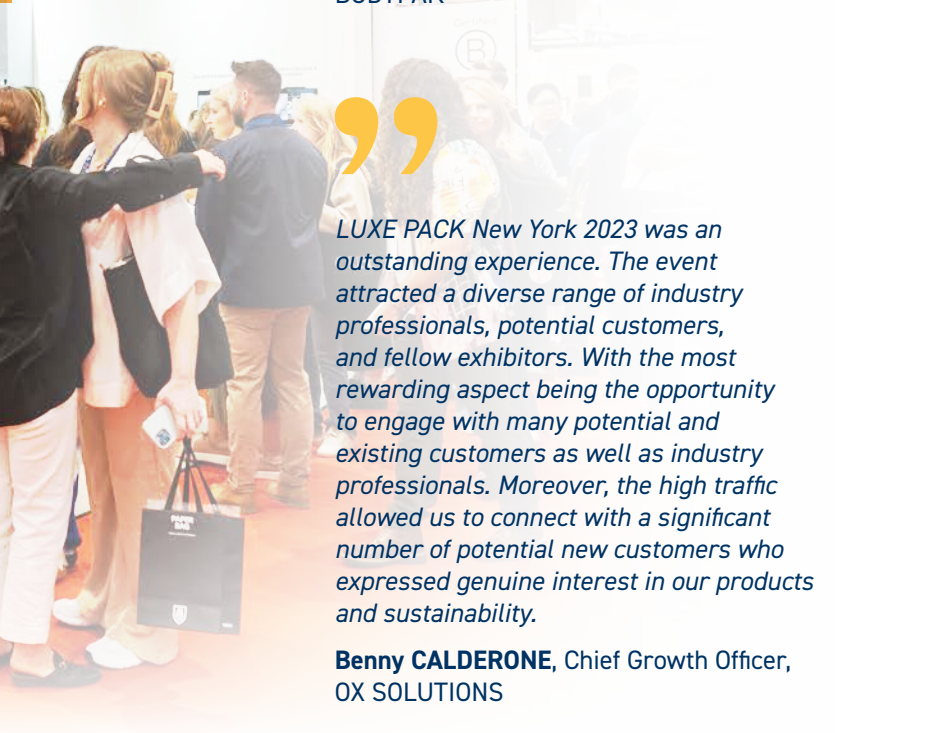 ”
LUXE PACK New York 2023 was an
outstanding experience. The event
attracted a diverse range of industry
professionals, potential customers,
and fellow exhibitors. With the most
rewarding aspect being the opportunity
to engage with many potential and
existing customers as well as industry
professionals. Moreover, the high traffic
allowed us to connect with a significant
number of potential new customers who
expressed genuine interest in our products
and sustainability.
Benny CALDERONE, Chief Growth Officer,
OX SOLUTIONS
B
PAPER
BAG